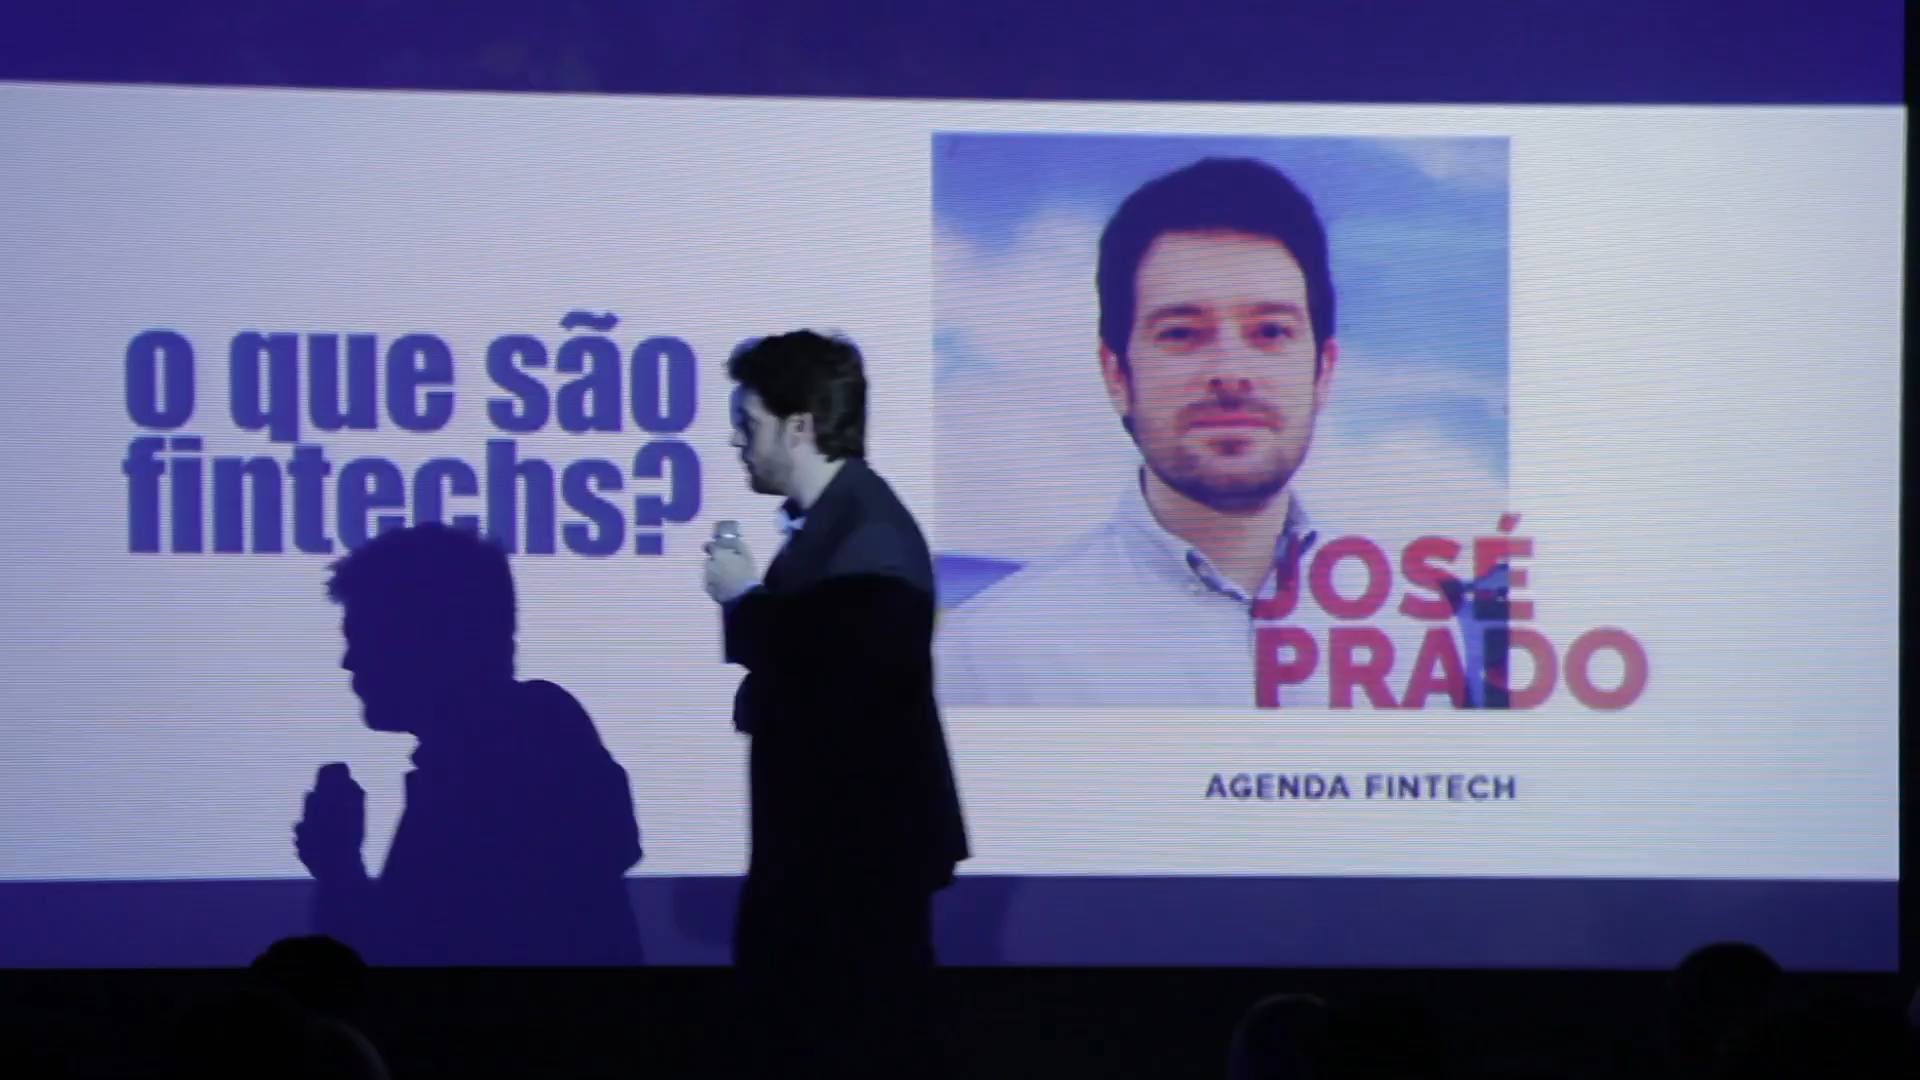 o que são
fintechs?
JOSÉ
PRADO
AGENDA FINTECH